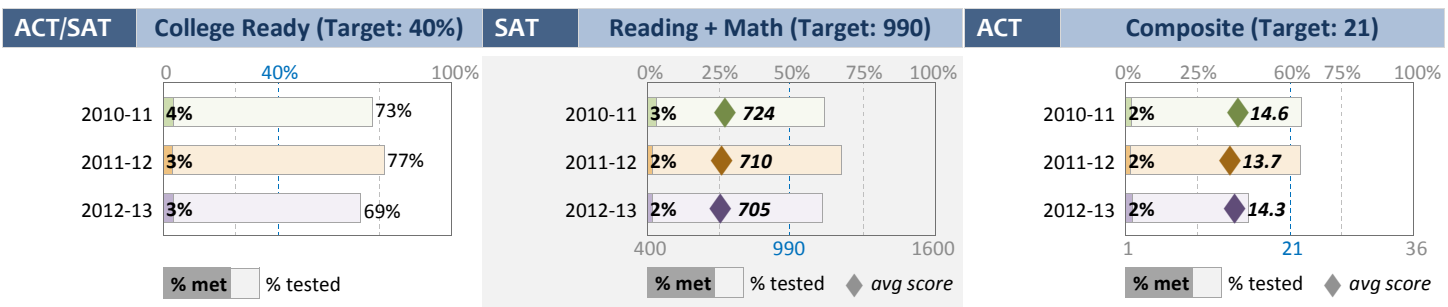 ACT/SAT College Ready (Target: 40%)
0 40% 100%
2010-11 4% 73%
2011-12 3% 77%
2012-13 3% 69%
% met % tested
SAT Reading + Math (Target: 990)
0% 25% 50% 75% 100%
2010-11 3% 724
2011-12 2% 710
2012-13 2% 705
400 990 1600
% met % tested avg score
ACT Composite (Target: 21)
0% 25% 60% 75% 100%
2010-11 2% 14.6
2011-12 2% 13.7
2012-13 2% 14.3
1 21 36
% met % tested avg score